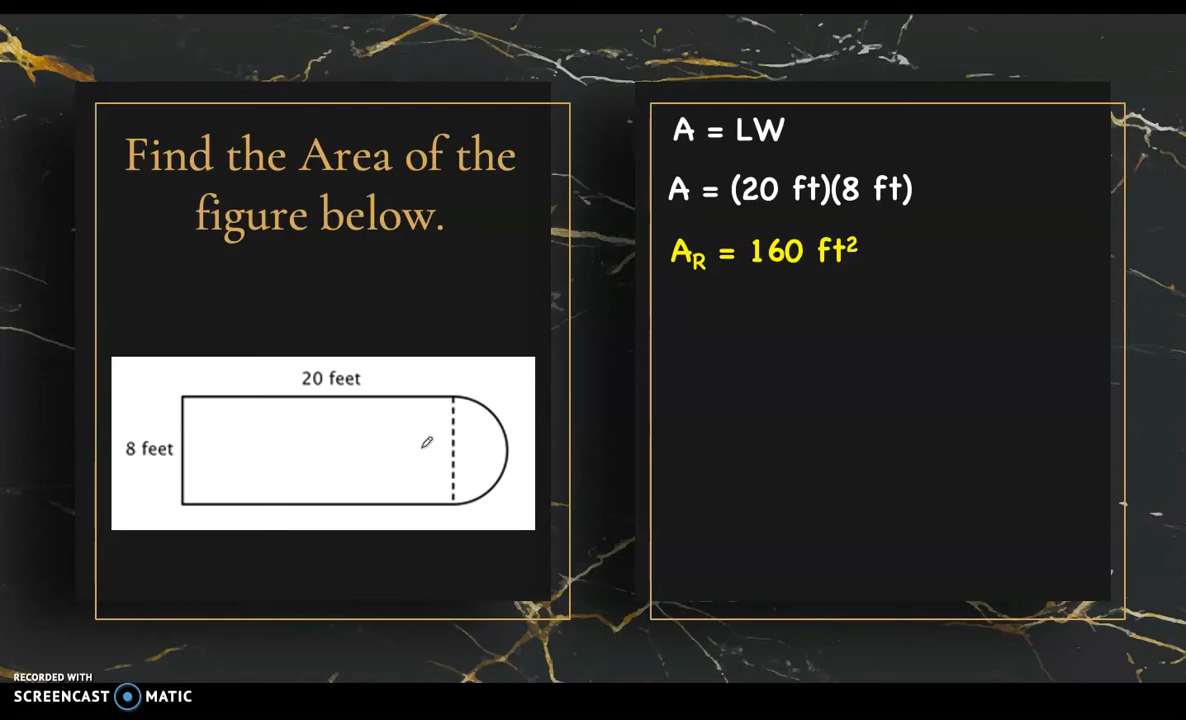 Find the Area of the
figure below.
20 feet
8 feet
A = LW
A = (20 ft)(8 ft)
A_R = 160 ft²
RECORDED WITH
SCREENCAST MATIC